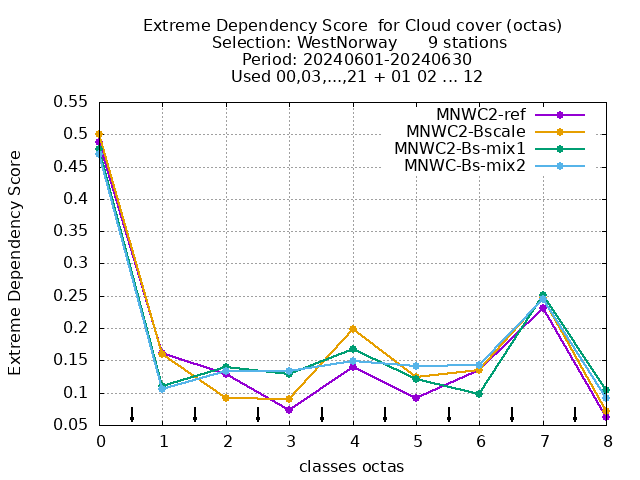 Extreme Dependency Score  for Cloud cover (octas)
Selection: WestNorway      9 stations
Period: 20240601-20240630
Used 00,03,...,21 + 01 02 ... 12
MNWC2-ref
MNWC2-Bscale
MNWC2-Bs-mix1
MNWC-Bs-mix2
Extreme Dependency Score
0.55
0.5
0.45
0.4
0.35
0.3
0.25
0.2
0.15
0.1
0.05
0 1 2 3 4 5 6 7 8
classes octas